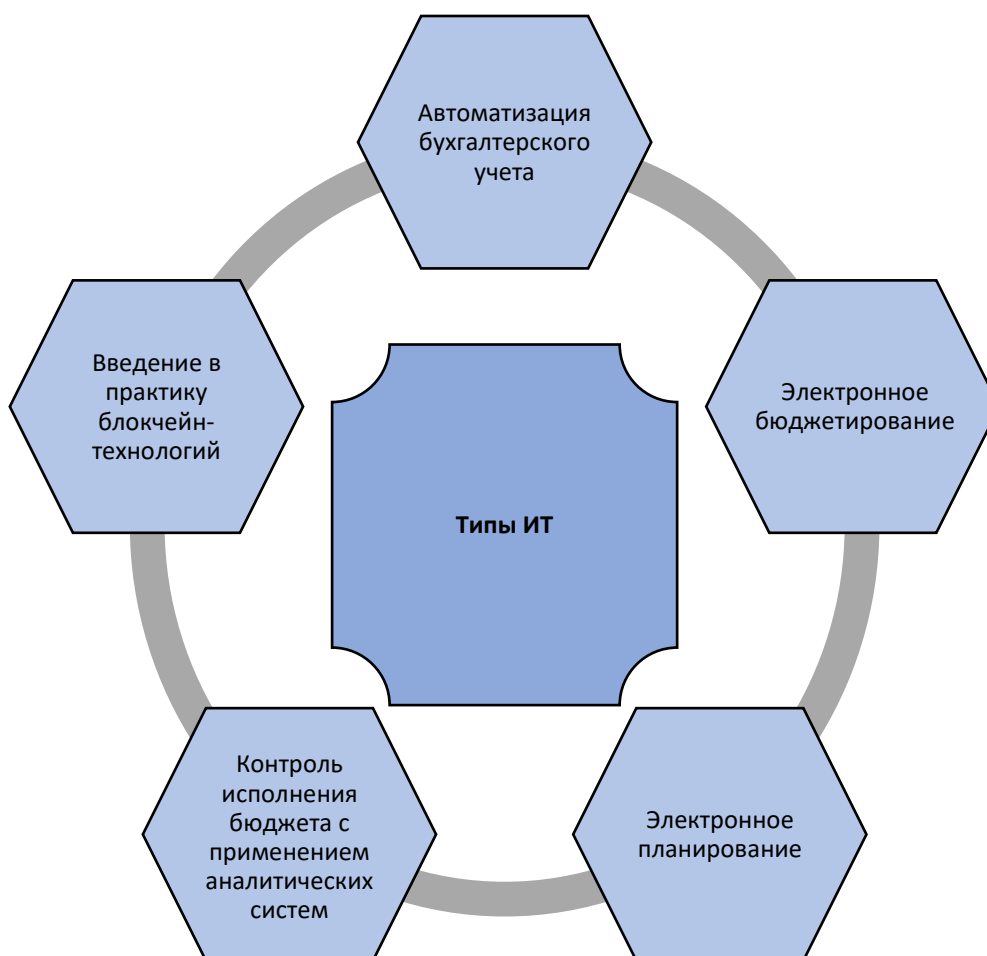 Автоматизация
бухгалтерского
учета
Введение в
практику
блокчейн-
технологий
Электронное
бюджетирование
Типы ИТ
Контроль
исполнения
бюджета с
применением
аналитических
систем
Электронное
планирование